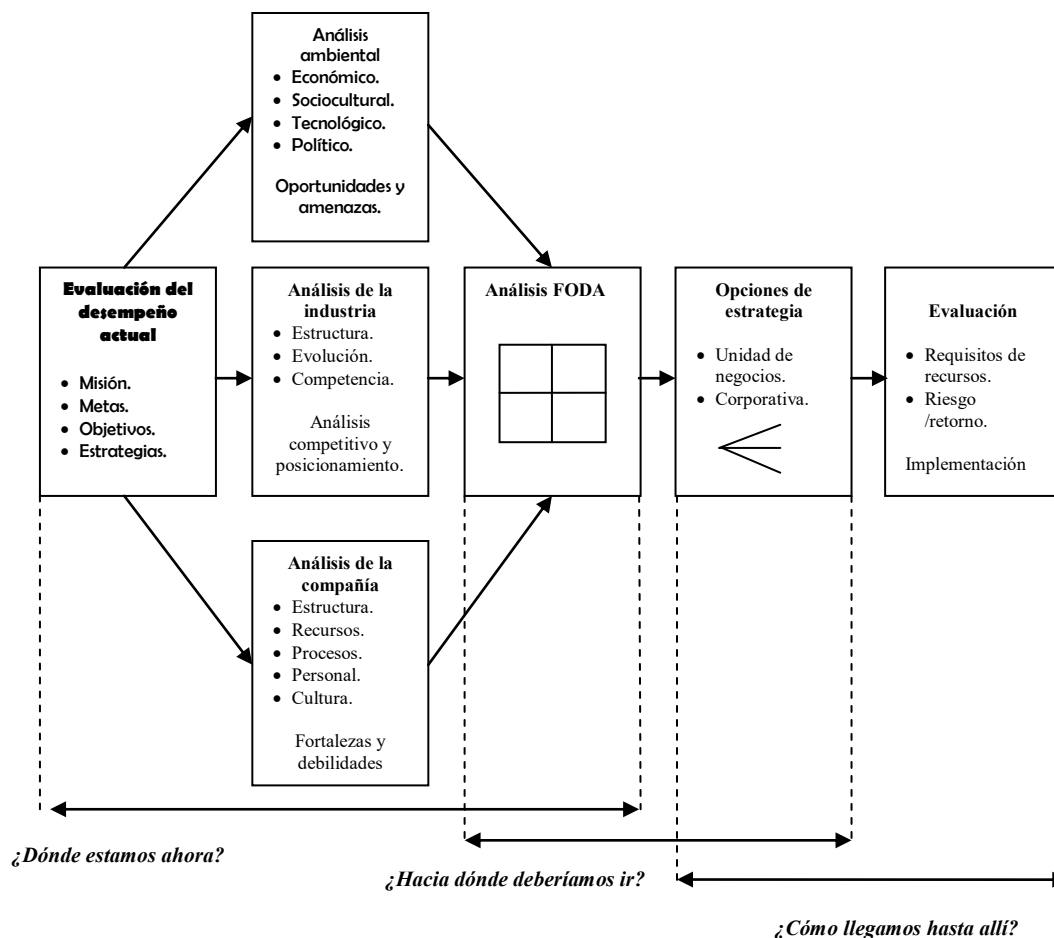 Análisis
ambiental
• Económico.
• Sociocultural.
• Tecnológico.
• Político.
Oportunidades y
amenazas.
Evaluación del
desempeño
actual
• Misión.
• Metas.
• Objetivos.
• Estrategias.
Análisis de la
industria
• Estructura.
• Evolución.
• Competencia.
Análisis
competitivo y
posicionamiento.
Análisis FODA
Opciones de
estrategia
• Unidad de
negocios.
• Corporativa.
Evaluación
• Requisitos de
recursos.
• Riesgo
/retorno.
Implementación
Análisis de la
compañía
• Estructura.
• Recursos.
• Procesos.
• Personal.
• Cultura.
Fortalezas y
debilidades
¿Dónde estamos ahora?
¿Hacia dónde deberíamos ir?
¿Cómo llegamos hasta allí?